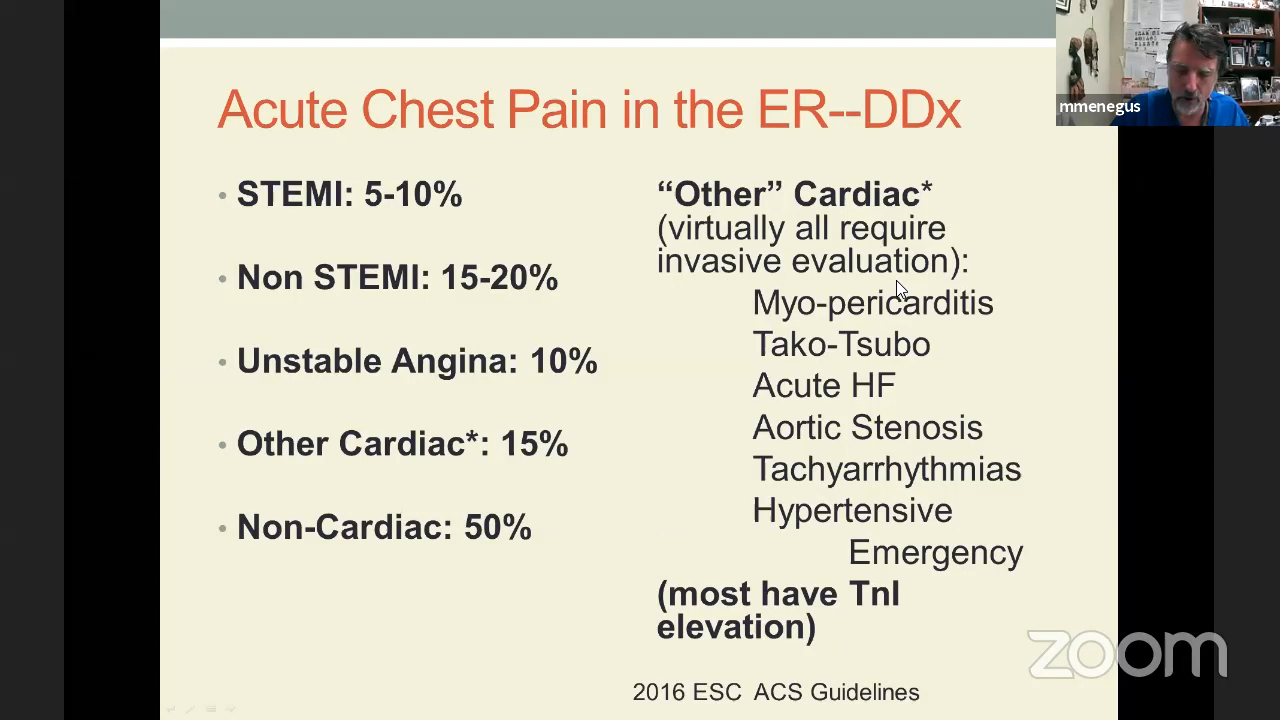 Acute Chest Pain in the ER--DDx
mmenegus
• STEMI: 5-10%
• Non STEMI: 15-20%
• Unstable Angina: 10%
• Other Cardiac*: 15%
• Non-Cardiac: 50%
“Other” Cardiac*
(virtually all require
invasive evaluation):
Myo-pericarditis
Tako-Tsubo
Acute HF
Aortic Stenosis
Tachyarrhythmias
Hypertensive
Emergency
(most have TnI
elevation)
2016 ESC ACS Guidelines
zoom